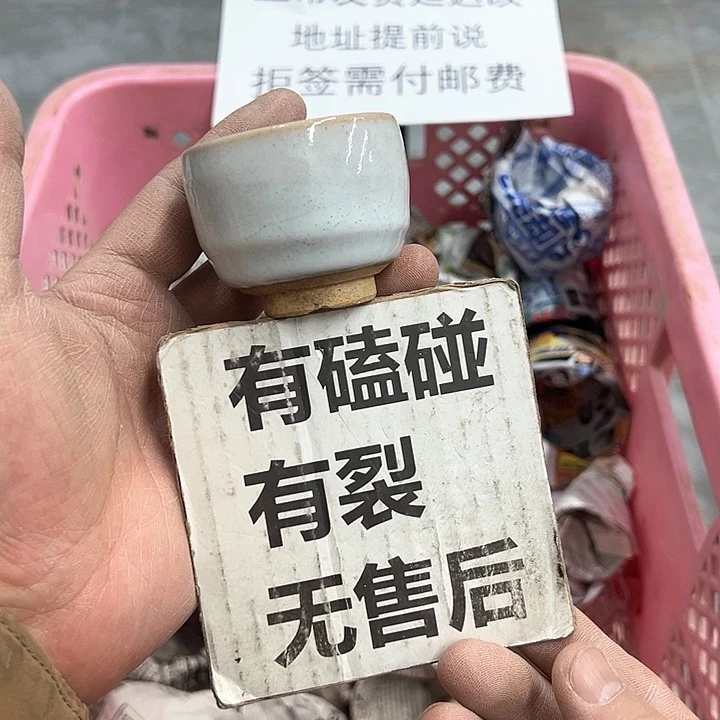 地址提前说
拒签需付邮费
有磕碰
有裂
无售后